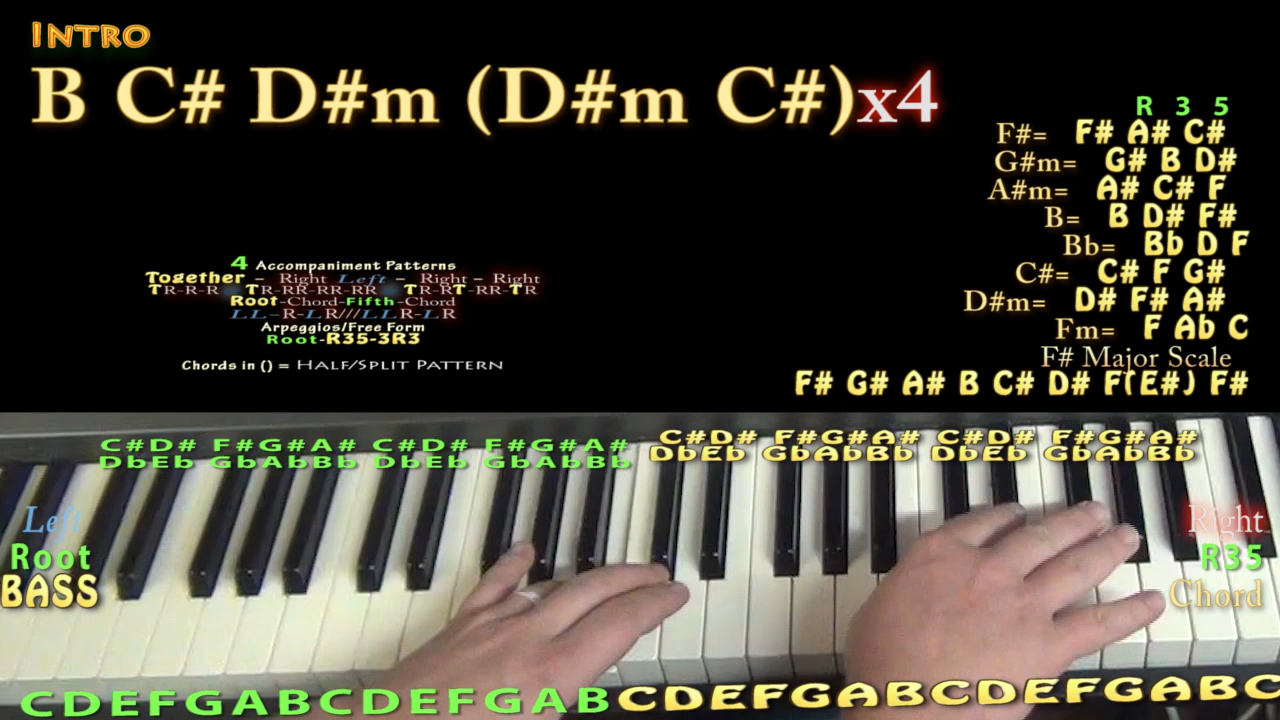 INTRO
B C# D#m (D#m C#)x4
R 3 5
F#= F# A# C#
G#m= G# B D#
A#m= A# C# F
B= B D# F#
Bb= Bb D F
C#= C# F G#
D#m= D# F# A#
Fm= F Ab C
F# Major Scale
F# G# A# B C# D# F(E#) F#
4 Accompaniment Patterns
Together – Right Left – Right – Right
TR-R-R TR-RR-RR-RR TR-RT-RR-TR
Root-Chord-Fifth-Chord
LL-R-LR///LLR-LR
Arpeggios/Free Form
Root-R35-3R3
Chords in () = HALF/SPLIT PATTERN
C#D# F#G#A# C#D# F#G#A# C#D# F#G#A# C#D# F#G#A#
DbEb GbAbBb DbEb GbAbBb DbEb GbAbBb DbEb GbAbBb
Left
Root
BASS
Right
R35
Chord
CDEFGABCDEFGABCDEFGABCDEFGABC